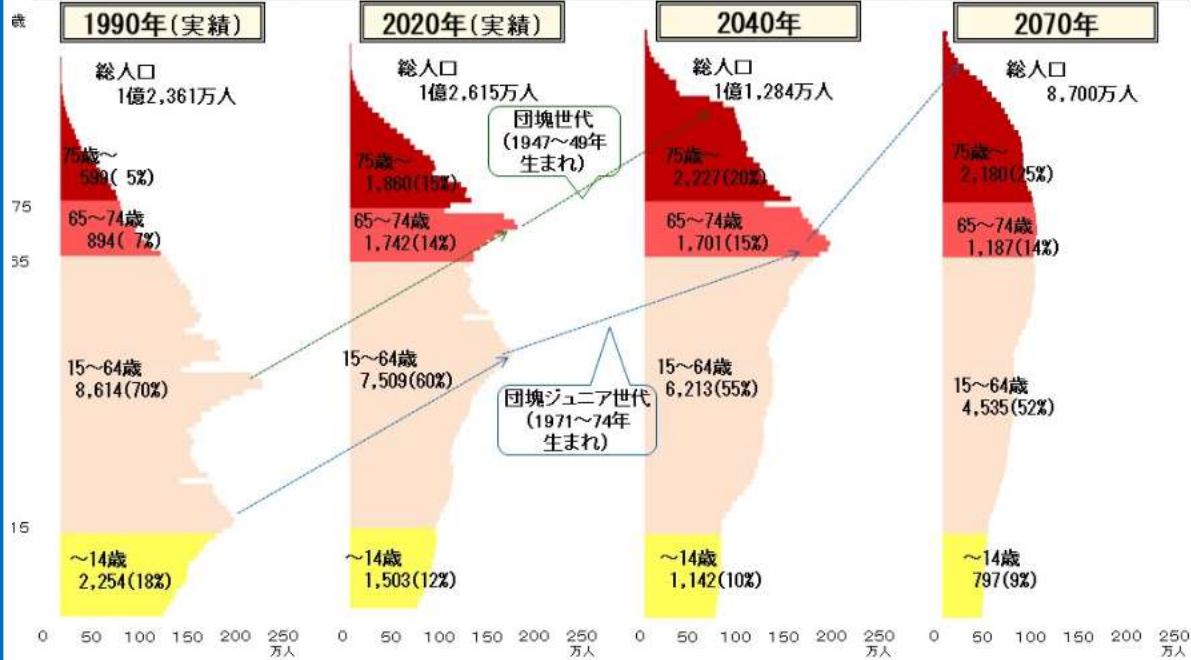 歳
1990年(実績)
総人口
1億2,361万人
75歳～
599( 5%)
65～74歳
894( 7%)
15～64歳
8,614(70%)
～14歳
2,254(18%)
75
65
15
0 50 100 150 200 250
万人
2020年(実績)
総人口
1億2,615万人
75歳～
1,860(15%)
65～74歳
1,742(14%)
15～64歳
7,509(60%)
～14歳
1,503(12%)
0 50 100 150 200 250
万人
団塊世代
(1947～49年
生まれ)
団塊ジュニア世代
(1971～74年
生まれ)
2040年
総人口
1億1,284万人
75歳～
2,227(20%)
65～74歳
1,701(15%)
15～64歳
6,213(55%)
～14歳
1,142(10%)
0 50 100 150 200 250
万人
2070年
総人口
8,700万人
75歳～
2,180(25%)
65～74歳
1,187(14%)
15～64歳
4,535(52%)
～14歳
797(9%)
0 50 100 150 200 250
万人